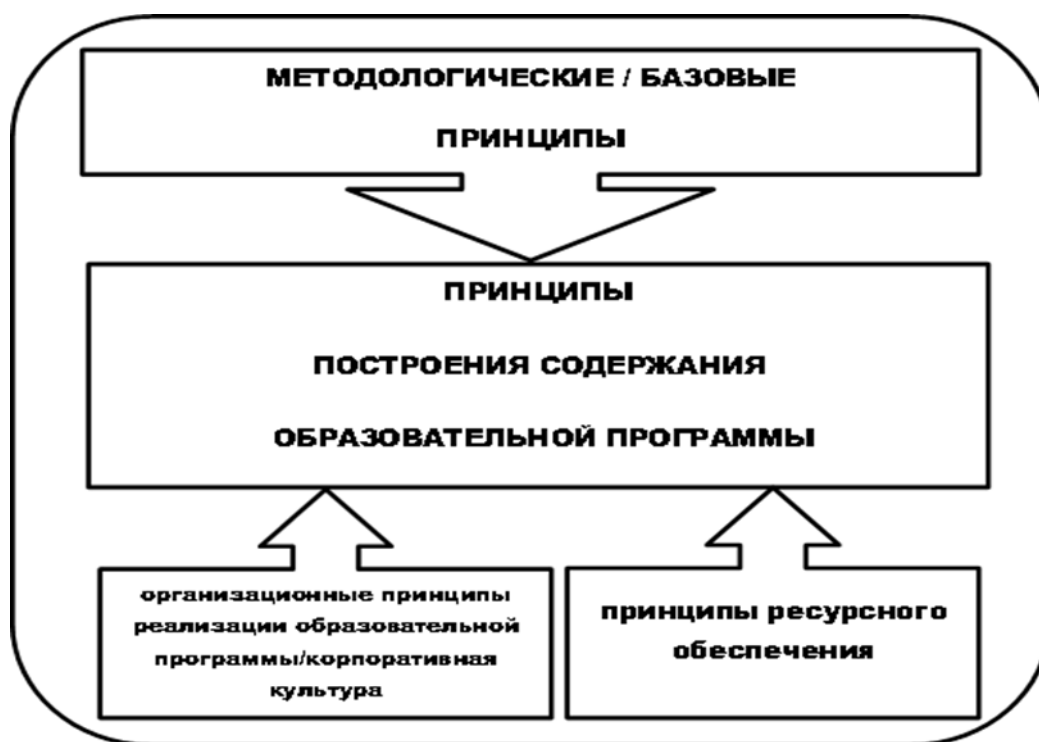 МЕТОДОЛОГИЧЕСКИЕ / БАЗОВЫЕ
ПРИНЦИПЫ
ПРИНЦИПЫ
ПОСТРОЕНИЯ СОДЕРЖАНИЯ
ОБРАЗОВАТЕЛЬНОЙ ПРОГРАММЫ
организационные принципы
реализации образовательной
программы/корпоративная
культура
принципы ресурсного
обеспечения